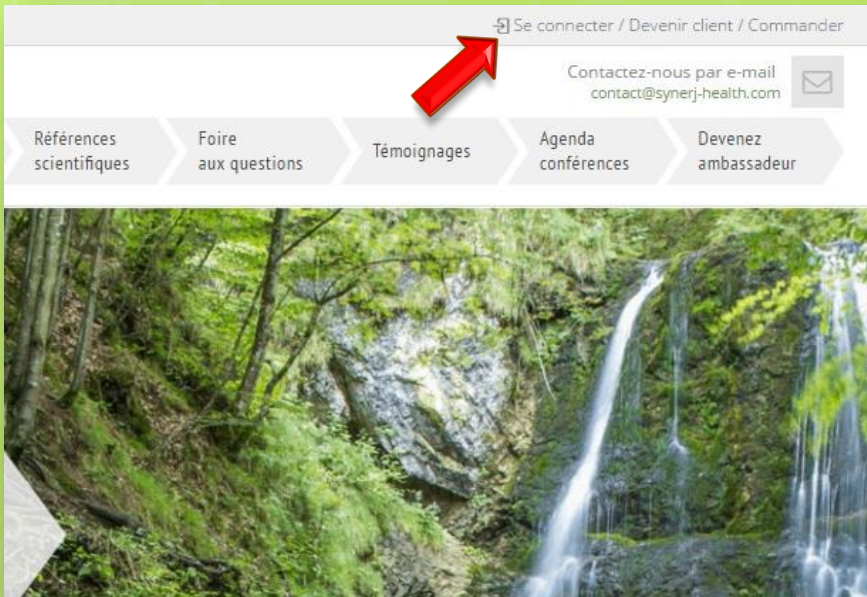 Se connecter / Devenir client / Commander
Contactez-nous par e-mail
contact@synerj-health.com
Références
scientifiques
Foire
aux questions
Témoignages
Agenda
conférences
Devenez
ambassadeur